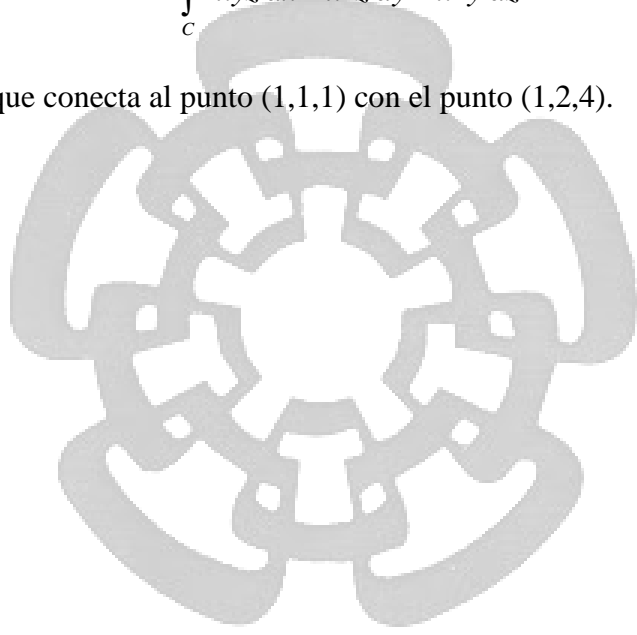 ∫
C
que conecta al punto (1,1,1) con el punto (1,2,4).